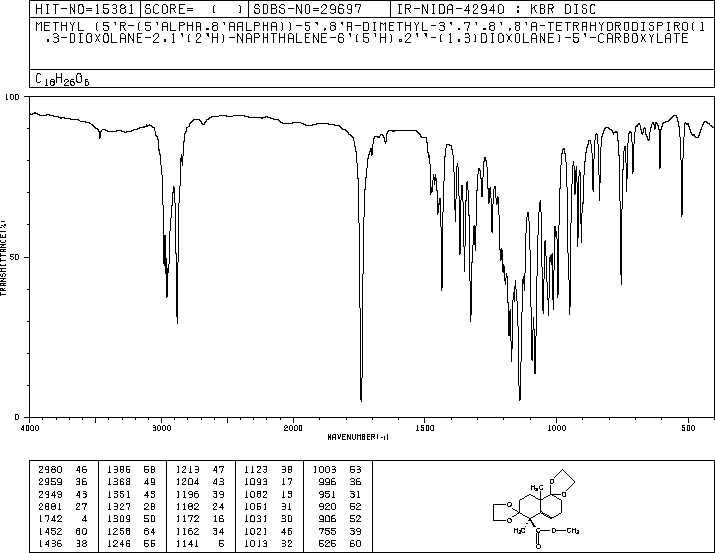 HIT-NO=15381 SCORE= ( ) SDBS-NO=29697 IR-NIDA-42940 : KBR DISC
METHYL (5'R-(5'ALPHA,8'AALPHA))-5',8'A-DIMETHYL-3',7',8',8'A-TETRAHYDRODISPIRO(1
,3-DIOXOLANE-2,1'(2'H)-NAPHTHALENE-6'(5'H),2''-(1,3)DIOXOLANE)-5'-CARBOXYLATE
C18H26O6
100
50
0
TRANSMITTANCE(%)
4000 3000 2000 1500 1000 500
WAVENUMBER(-1)
2980 46 1386 58 1213 47 1123 38 1003 53
2959 36 1368 49 1204 43 1093 17 996 36
2949 43 1351 45 1196 39 1082 13 951 31
2881 27 1327 28 1182 24 1051 31 920 52
1742 4 1309 50 1172 16 1031 30 906 52
1452 60 1258 64 1162 34 1021 46 755 39
1436 38 1246 55 1141 5 1013 32 526 60
H3C
O
O
O
O
H3C
C
O
CH3
O